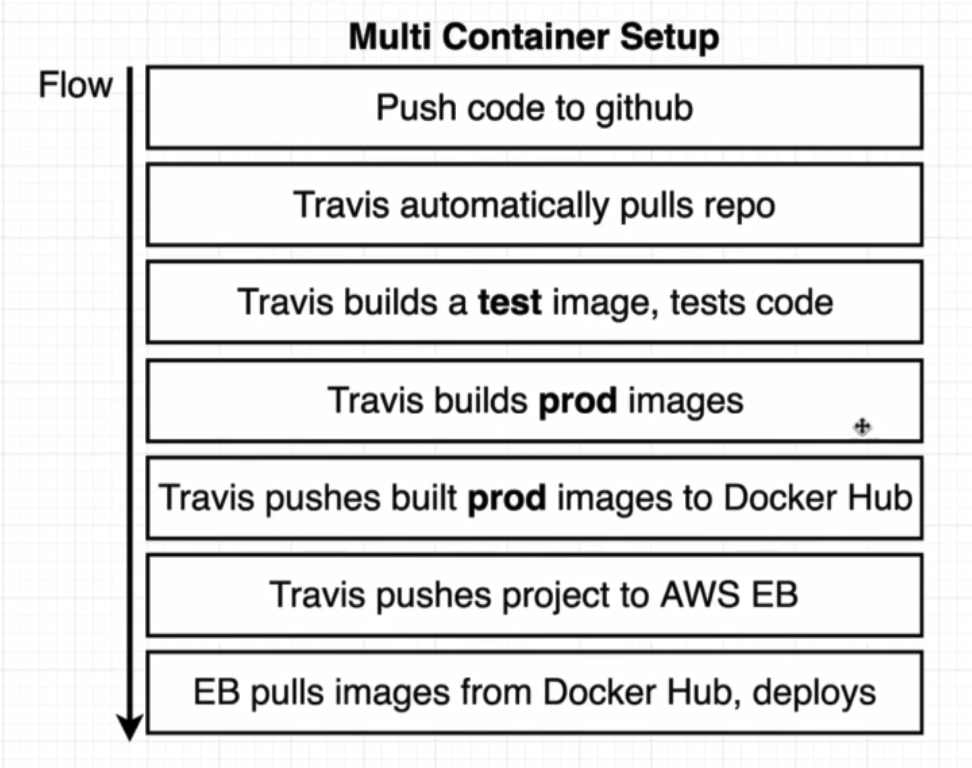 Multi Container Setup
Flow
Push code to github
Travis automatically pulls repo
Travis builds a test image, tests code
Travis builds prod images
Travis pushes built prod images to Docker Hub
Travis pushes project to AWS EB
EB pulls images from Docker Hub, deploys